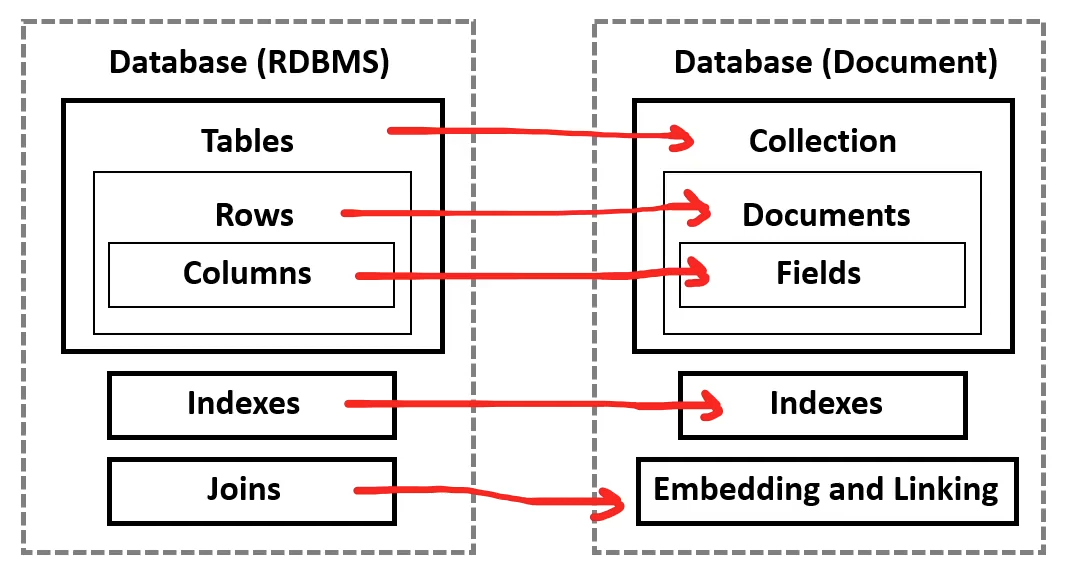 Database (RDBMS)
Tables
Rows
Columns
Indexes
Joins
Database (Document)
Collection
Documents
Fields
Indexes
Embedding and Linking